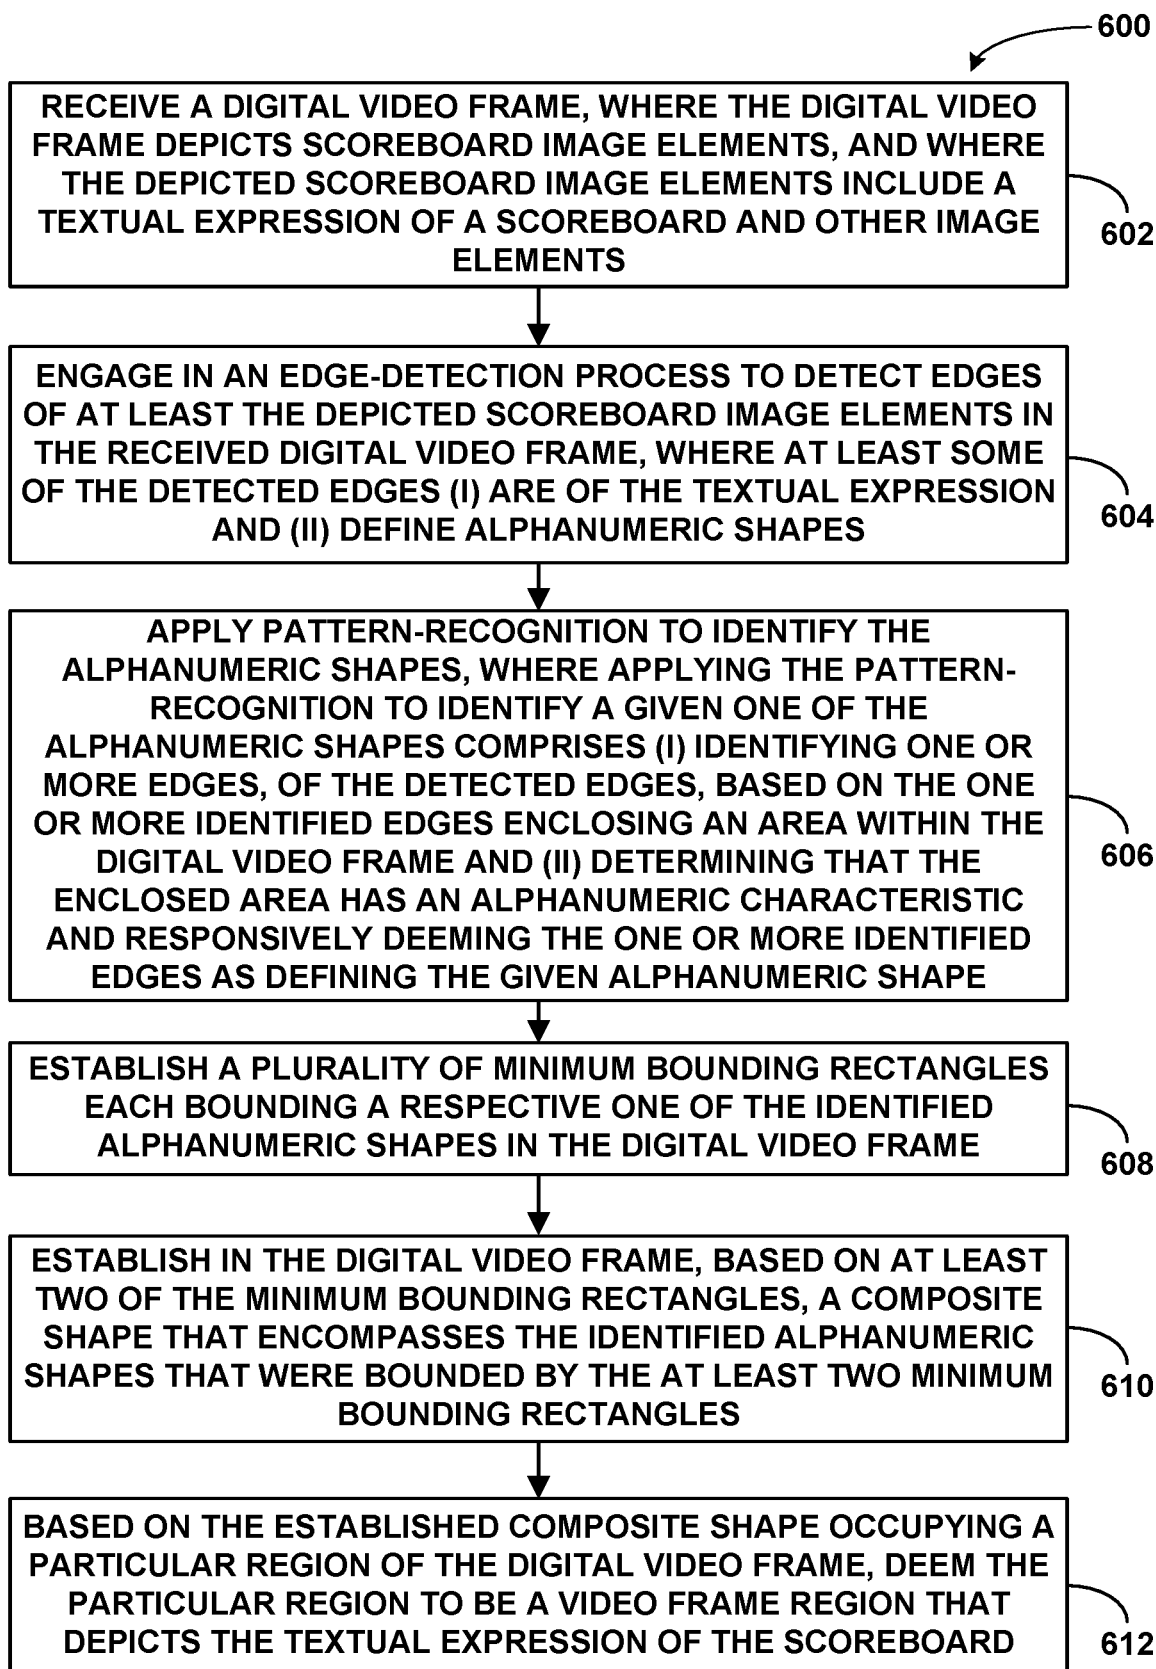 600
RECEIVE A DIGITAL VIDEO FRAME, WHERE THE DIGITAL VIDEO
FRAME DEPICTS SCOREBOARD IMAGE ELEMENTS, AND WHERE
THE DEPICTED SCOREBOARD IMAGE ELEMENTS INCLUDE A
TEXTUAL EXPRESSION OF A SCOREBOARD AND OTHER IMAGE
ELEMENTS
602
ENGAGE IN AN EDGE-DETECTION PROCESS TO DETECT EDGES
OF AT LEAST THE DEPICTED SCOREBOARD IMAGE ELEMENTS IN
THE RECEIVED DIGITAL VIDEO FRAME, WHERE AT LEAST SOME
OF THE DETECTED EDGES (I) ARE OF THE TEXTUAL EXPRESSION
AND (II) DEFINE ALPHANUMERIC SHAPES
604
APPLY PATTERN-RECOGNITION TO IDENTIFY THE
ALPHANUMERIC SHAPES, WHERE APPLYING THE PATTERN-
RECOGNITION TO IDENTIFY A GIVEN ONE OF THE
ALPHANUMERIC SHAPES COMPRISES (I) IDENTIFYING ONE OR
MORE EDGES, OF THE DETECTED EDGES, BASED ON THE ONE
OR MORE IDENTIFIED EDGES ENCLOSING AN AREA WITHIN THE
DIGITAL VIDEO FRAME AND (II) DETERMINING THAT THE
ENCLOSED AREA HAS AN ALPHANUMERIC CHARACTERISTIC
AND RESPONSIVELY DEEMING THE ONE OR MORE IDENTIFIED
EDGES AS DEFINING THE GIVEN ALPHANUMERIC SHAPE
606
ESTABLISH A PLURALITY OF MINIMUM BOUNDING RECTANGLES
EACH BOUNDING A RESPECTIVE ONE OF THE IDENTIFIED
ALPHANUMERIC SHAPES IN THE DIGITAL VIDEO FRAME
608
ESTABLISH IN THE DIGITAL VIDEO FRAME, BASED ON AT LEAST
TWO OF THE MINIMUM BOUNDING RECTANGLES, A COMPOSITE
SHAPE THAT ENCOMPASSES THE IDENTIFIED ALPHANUMERIC
SHAPES THAT WERE BOUNDED BY THE AT LEAST TWO MINIMUM
BOUNDING RECTANGLES
610
BASED ON THE ESTABLISHED COMPOSITE SHAPE OCCUPYING A
PARTICULAR REGION OF THE DIGITAL VIDEO FRAME, DEEM THE
PARTICULAR REGION TO BE A VIDEO FRAME REGION THAT
DEPICTS THE TEXTUAL EXPRESSION OF THE SCOREBOARD
612